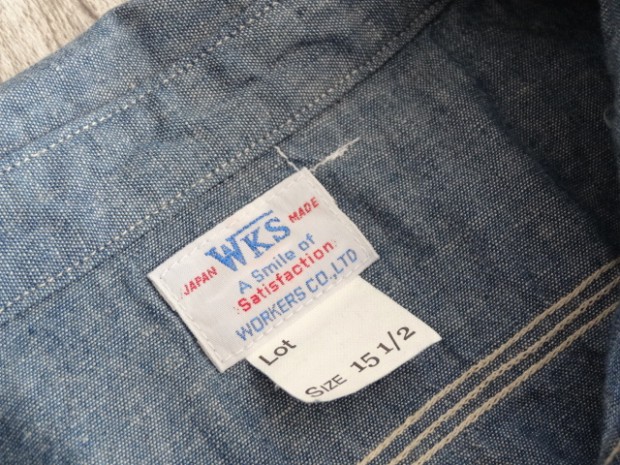 JAPAN WKS MADE
A Smile of
Satisfaction
WORKERS CO.,LTD
Lot
SIZE 15 1/2